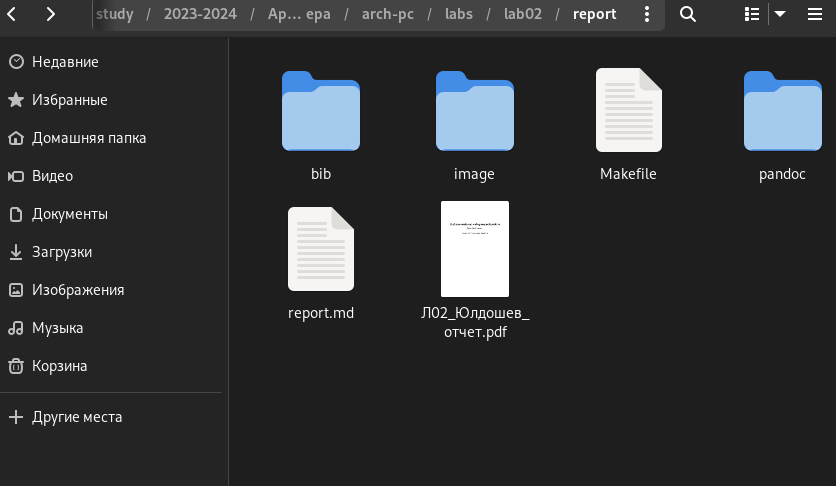 study / 2023-2024 / Ар… ера / arch-pc / labs / lab02 / report
Недавние
Избранные
Домашняя папка
Видео
Документы
Загрузки
Изображения
Музыка
Корзина
Другие места
bib
image
Makefile
pandoc
report.md
Л02_Юлдошев_
отчет.pdf